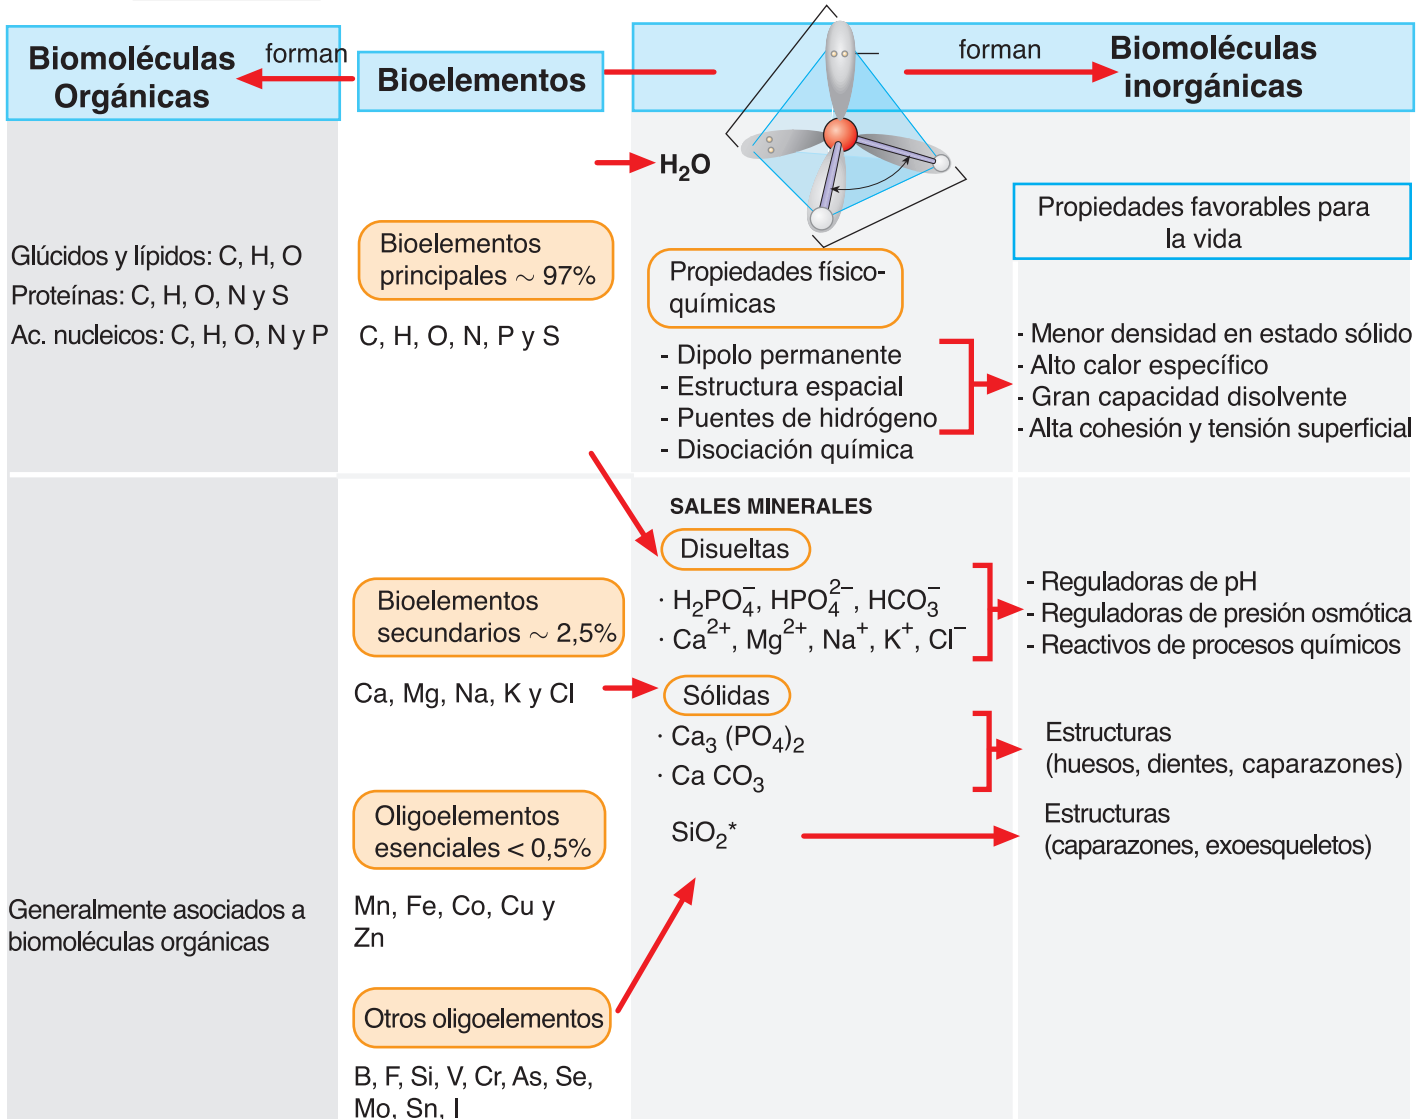 Biomoléculas
Orgánicas
forman
Bioelementos
forman
Biomoléculas
inorgánicas
Glúcidos y lípidos: C, H, O
Proteínas: C, H, O, N y S
Ac. nucleicos: C, H, O, N y P
Bioelementos
principales ~ 97%
C, H, O, N, P y S
H₂O
Propiedades físico-
químicas
- Dipolo permanente
- Estructura espacial
- Puentes de hidrógeno
- Disociación química
Propiedades favorables para
la vida
- Menor densidad en estado sólido
- Alto calor específico
- Gran capacidad disolvente
- Alta cohesión y tensión superficial
Generalmente asociados a
biomoléculas orgánicas
Bioelementos
secundarios ~ 2,5%
Ca, Mg, Na, K y Cl
Oligoelementos
esenciales < 0,5%
Mn, Fe, Co, Cu y
Zn
Otros oligoelementos
B, F, Si, V, Cr, As, Se,
Mo, Sn, I
SALES MINERALES
Disueltas
· H₂PO₄⁻, HPO₄²⁻, HCO₃⁻
· Ca²⁺, Mg²⁺, Na⁺, K⁺, Cl⁻
Sólidas
· Ca₃ (PO₄)₂
· Ca CO₃
SiO₂*
- Reguladoras de pH
- Reguladoras de presión osmótica
- Reactivos de procesos químicos
Estructuras
(huesos, dientes, caparazones)
Estructuras
(caparazones, exoesqueletos)